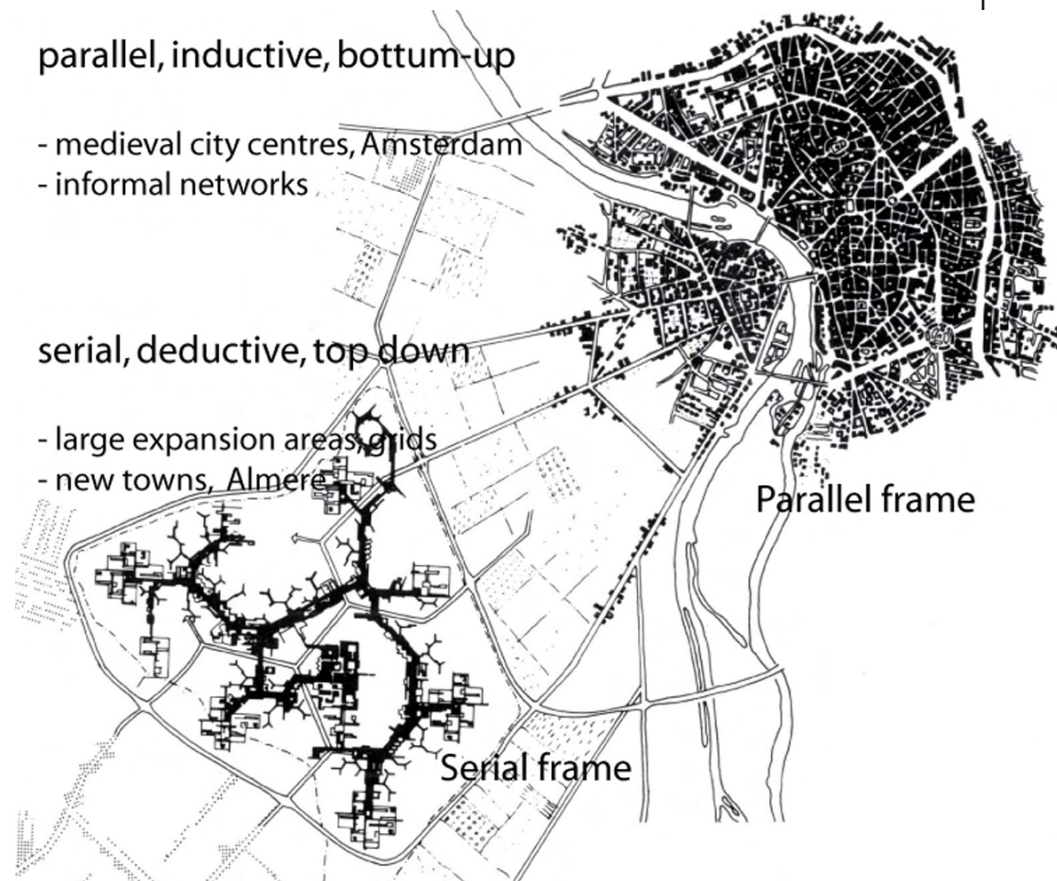 parallel, inductive, bottum-up
- medieval city centres, Amsterdam
- informal networks
serial, deductive, top down
- large expansion areas, grids
- new towns, Almere
Parallel frame
Serial frame